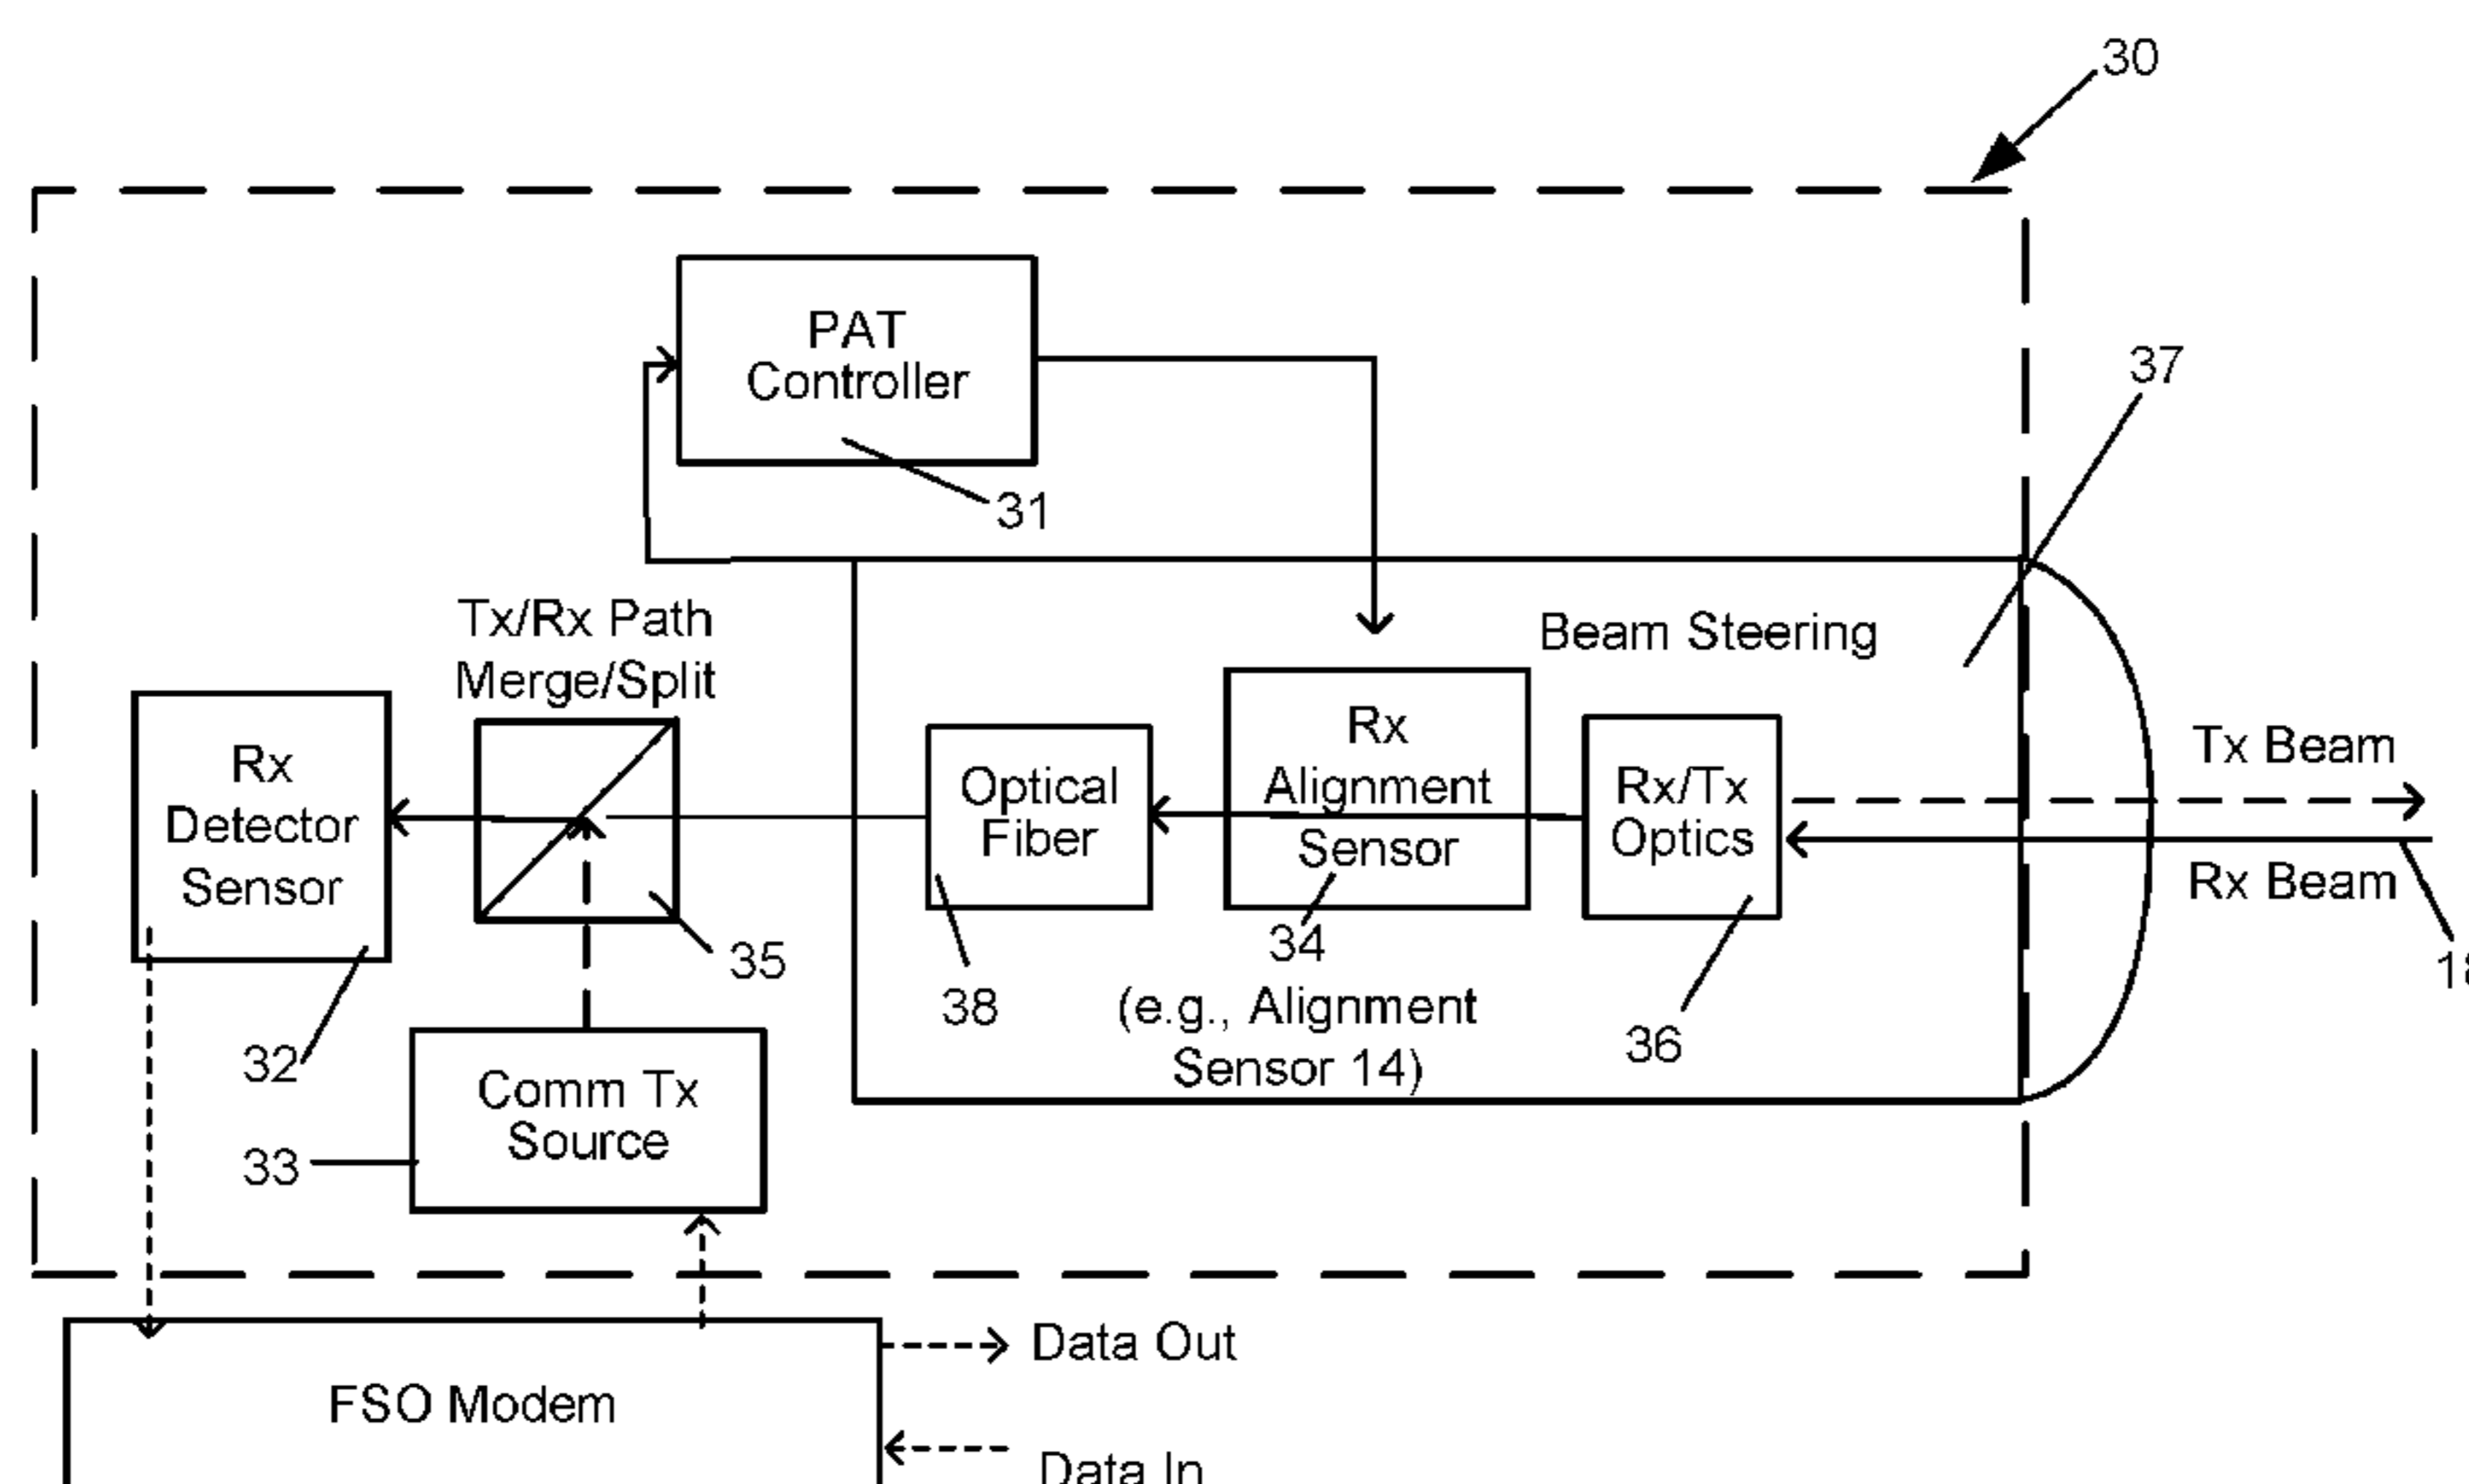 30
PAT
Controller
31
37
Beam Steering
Tx/Rx Path
Merge/Split
Rx
Detector
Sensor
Optical
Fiber
Rx
Alignment
Sensor
Rx/Tx
Optics
Tx Beam
Rx Beam
18
35
38
34
(e.g., Alignment
Sensor 14)
36
32
Comm Tx
Source
33
Data Out
FSO Modem
Data In